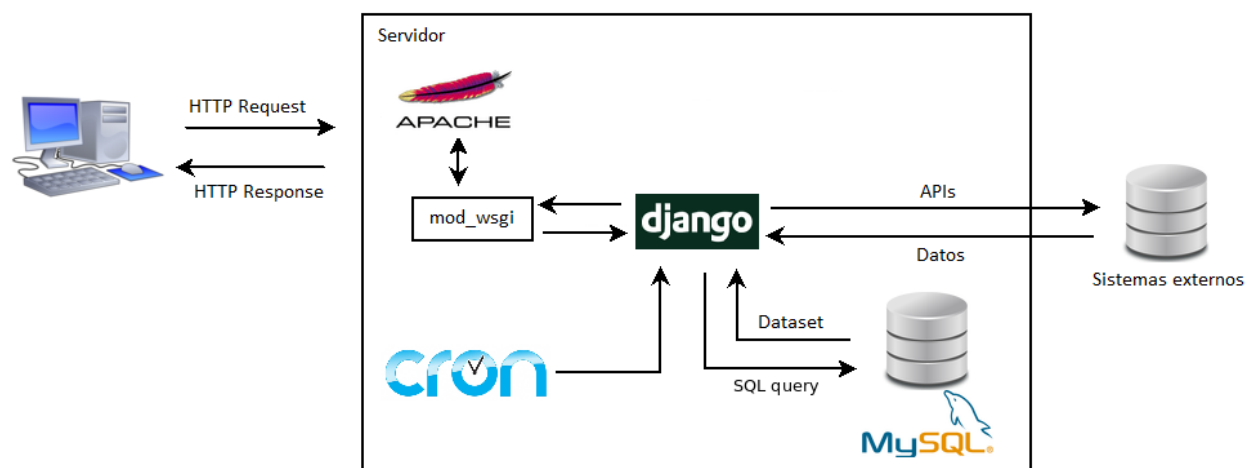 Servidor
HTTP Request
APACHE
HTTP Response
mod_wsgi
django
APIs
Datos
Sistemas externos
Dataset
cron
SQL query
MySQL®